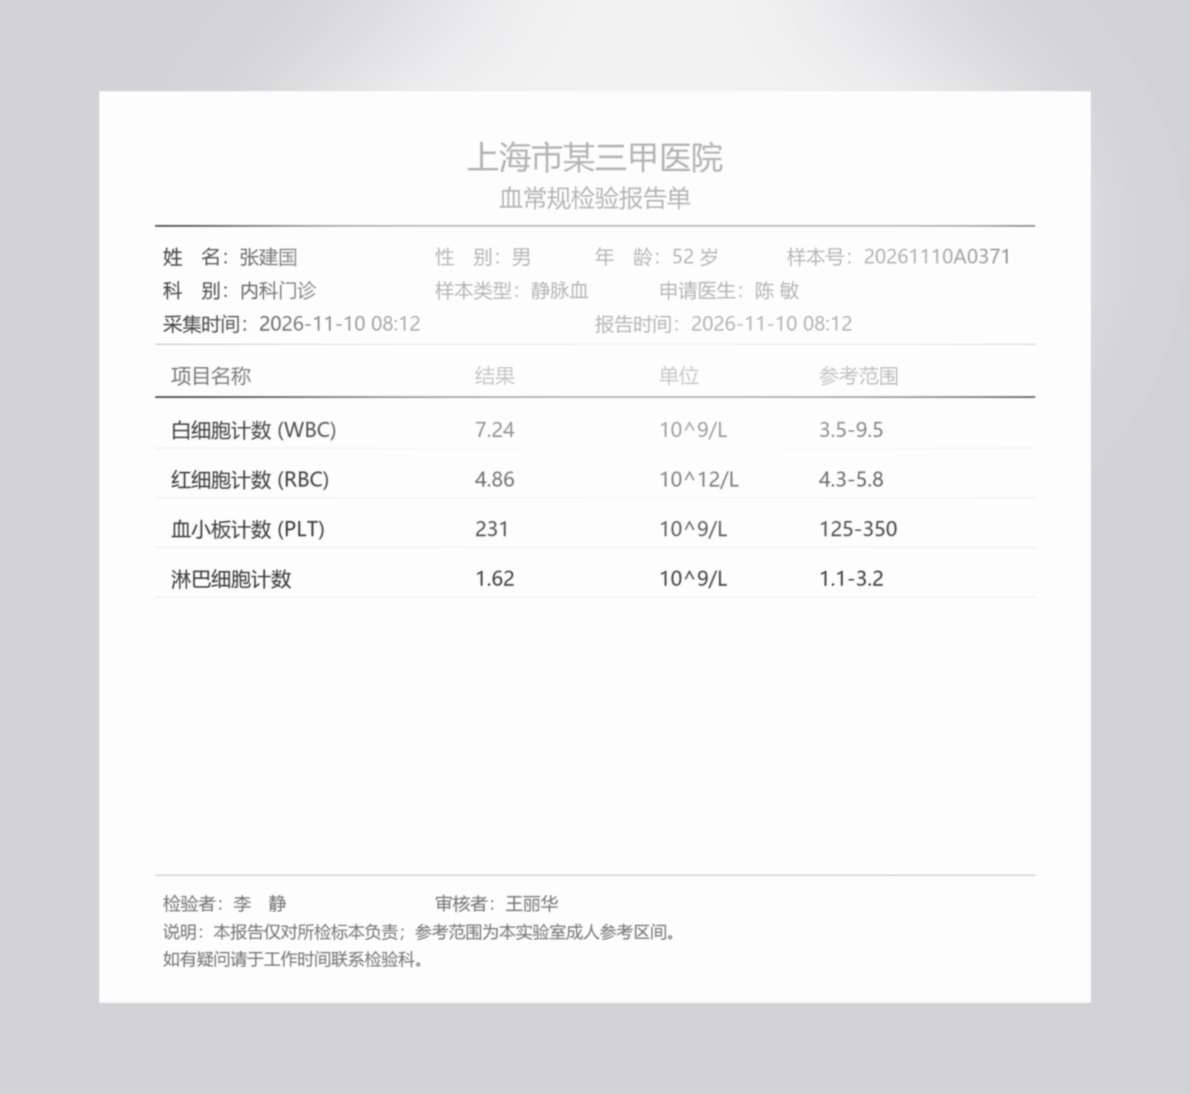 上海市某三甲医院
血常规检验报告单
姓 名：张建国 性 别：男 年 龄：52 岁 样本号：20261110A0371
科 别：内科门诊 样本类型：静脉血 申请医生：陈 敏
采集时间：2026-11-10 08:12 报告时间：2026-11-10 08:12
项目名称 结果 单位 参考范围
白细胞计数 (WBC) 7.24 10^9/L 3.5-9.5
红细胞计数 (RBC) 4.86 10^12/L 4.3-5.8
血小板计数 (PLT) 231 10^9/L 125-350
淋巴细胞计数 1.62 10^9/L 1.1-3.2
检验者：李 静 审核者：王丽华
说明：本报告仅对所检标本负责；参考范围为本实验室成人参考区间。
如有疑问请于工作时间联系检验科。